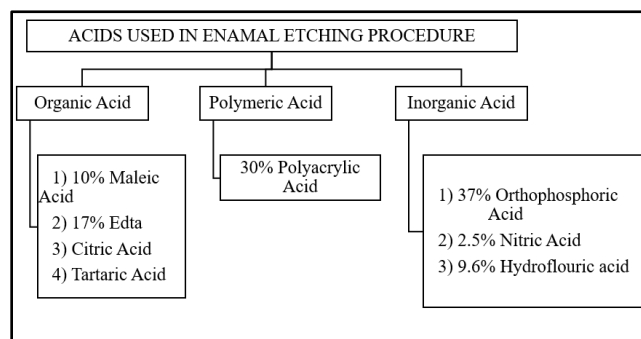 ACIDS USED IN ENAMAL ETCHING PROCEDURE
Organic Acid
Polymeric Acid
Inorganic Acid
1) 10% Maleic
Acid
2) 17% Edta
3) Citric Acid
4) Tartaric Acid
30% Polyacrylic
Acid
1) 37% Orthophosphoric
Acid
2) 2.5% Nitric Acid
3) 9.6% Hydroflouric acid